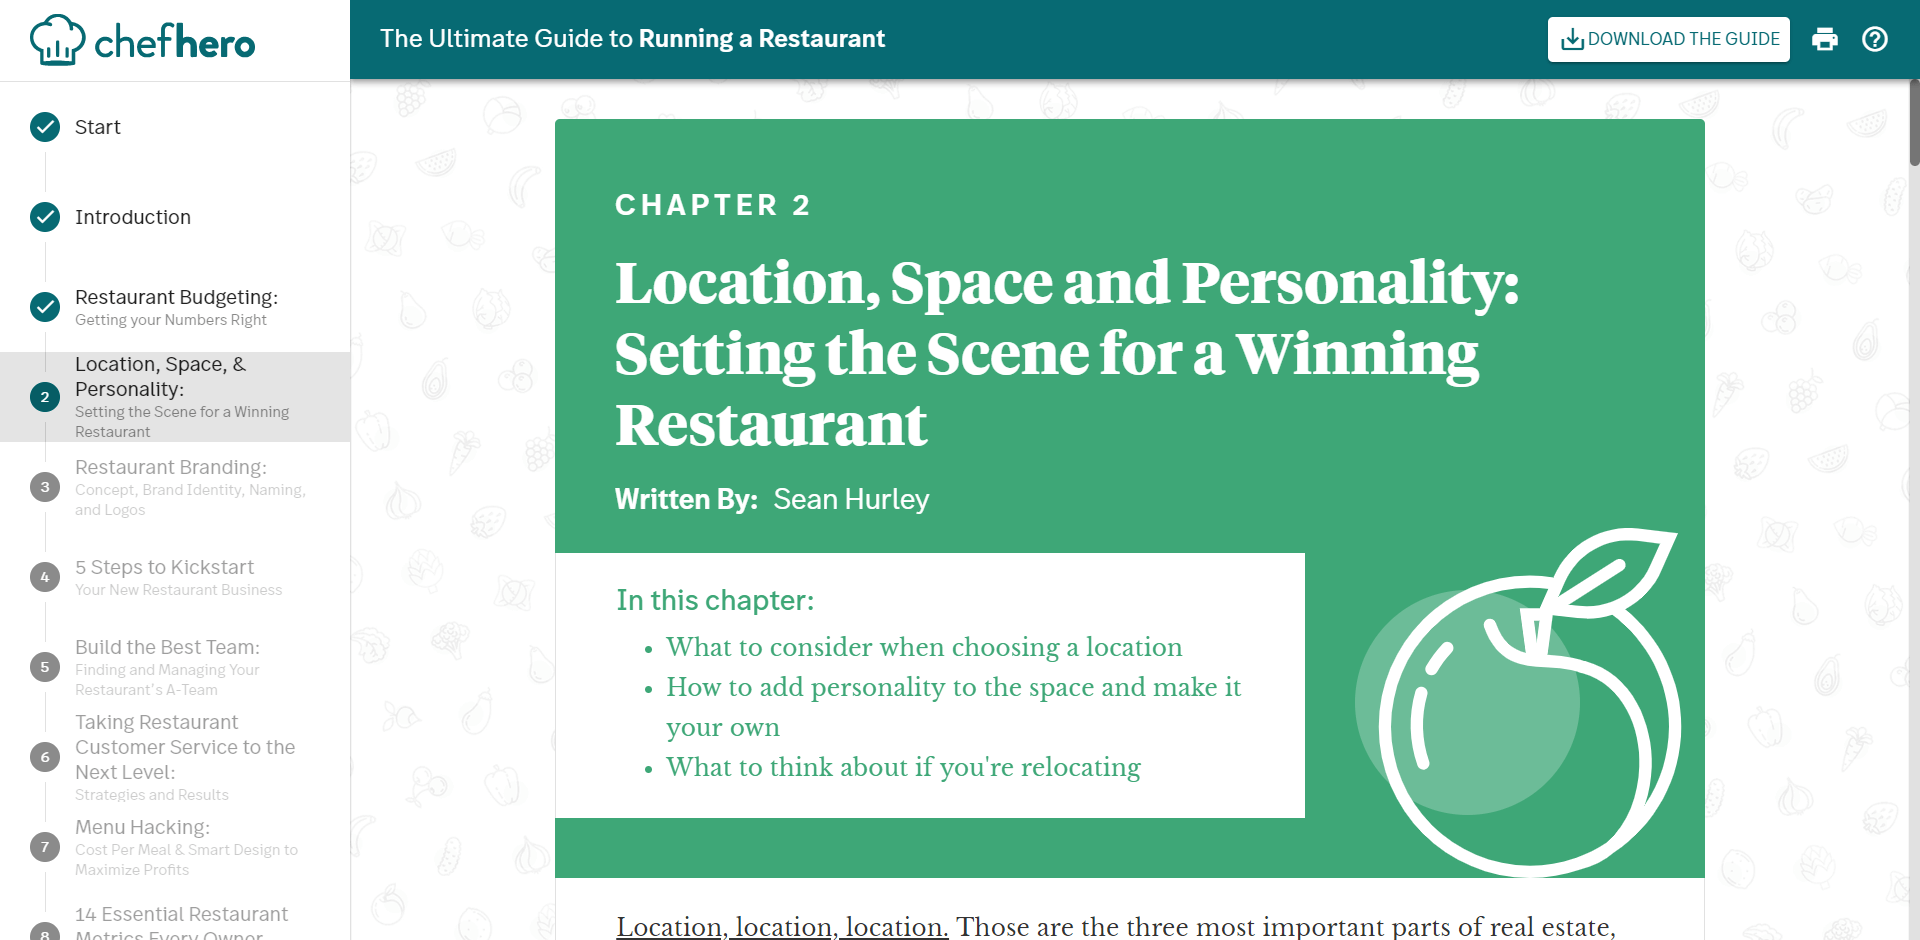 chefhero
The Ultimate Guide to Running a Restaurant
DOWNLOAD THE GUIDE
Start
Introduction
Restaurant Budgeting:
Getting your Numbers Right
2
Location, Space, &
Personality:
Setting the Scene for a Winning
Restaurant
3
Restaurant Branding:
Concept, Brand Identity, Naming,
and Logos
4
5 Steps to Kickstart
Your New Restaurant Business
5
Build the Best Team:
Finding and Managing Your
Restaurant's A-Team
6
Taking Restaurant
Customer Service to the
Next Level:
Strategies and Results
7
Menu Hacking:
Cost Per Meal & Smart Design to
Maximize Profits
8
14 Essential Restaurant
Metrics Every Owner
CHAPTER 2
Location, Space and Personality:
Setting the Scene for a Winning
Restaurant
Written By: Sean Hurley
In this chapter:
• What to consider when choosing a location
• How to add personality to the space and make it
your own
• What to think about if you're relocating
Location, location, location. Those are the three most important parts of real estate,